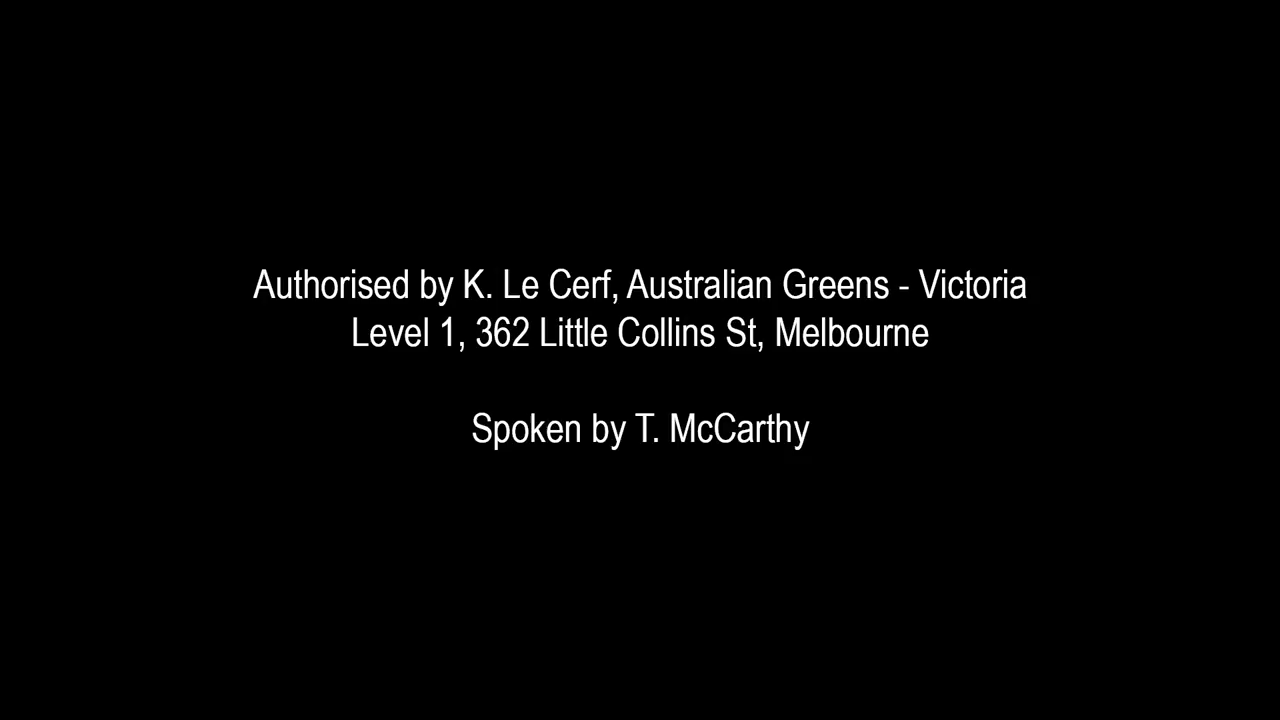 Authorised by K. Le Cerf, Australian Greens - Victoria
Level 1, 362 Little Collins St, Melbourne
Spoken by T. McCarthy